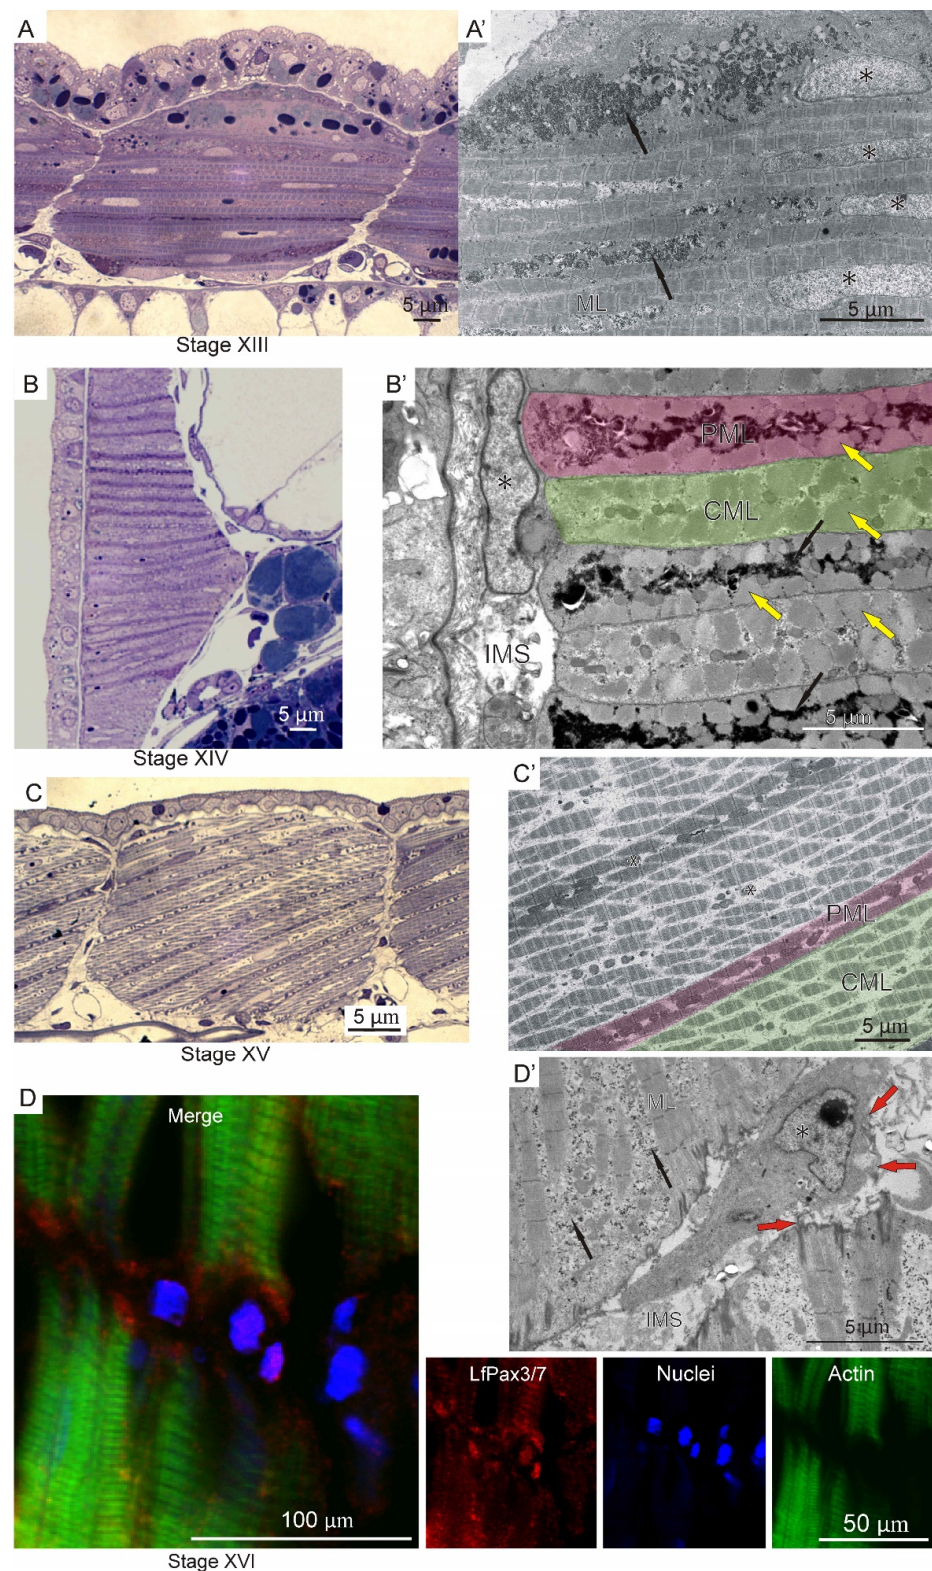 A
5 μm
Stage XIII
A'
*
*
*
*
ML
5 μm
B
5 μm
Stage XIV
B'
PML
*
CML
IMS
5 μm
C
5 μm
Stage XV
C'
*
*
PML
CML
5 μm
D
Merge
100 μm
Stage XVI
D'
ML
*
IMS
5 μm
LfPax3/7
Nuclei
Actin
50 μm